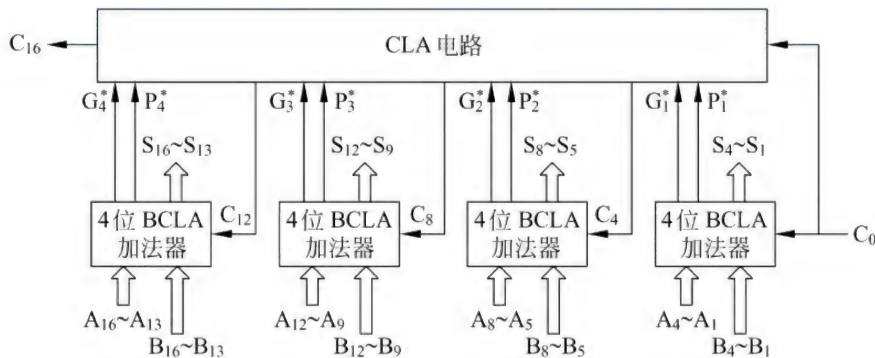 C₁₆
CLA 电路
G₄* P₄* G₃* P₃* G₂* P₂* G₁* P₁*
S₁₆~S₁₃ S₁₂~S₉ S₈~S₅ S₄~S₁
4位 BCLA
加法器
C₁₂
4位 BCLA
加法器
C₈
4位 BCLA
加法器
C₄
4位 BCLA
加法器
C₀
A₁₆~A₁₃ A₁₂~A₉ A₈~A₅ A₄~A₁
B₁₆~B₁₃ B₁₂~B₉ B₈~B₅ B₄~B₁